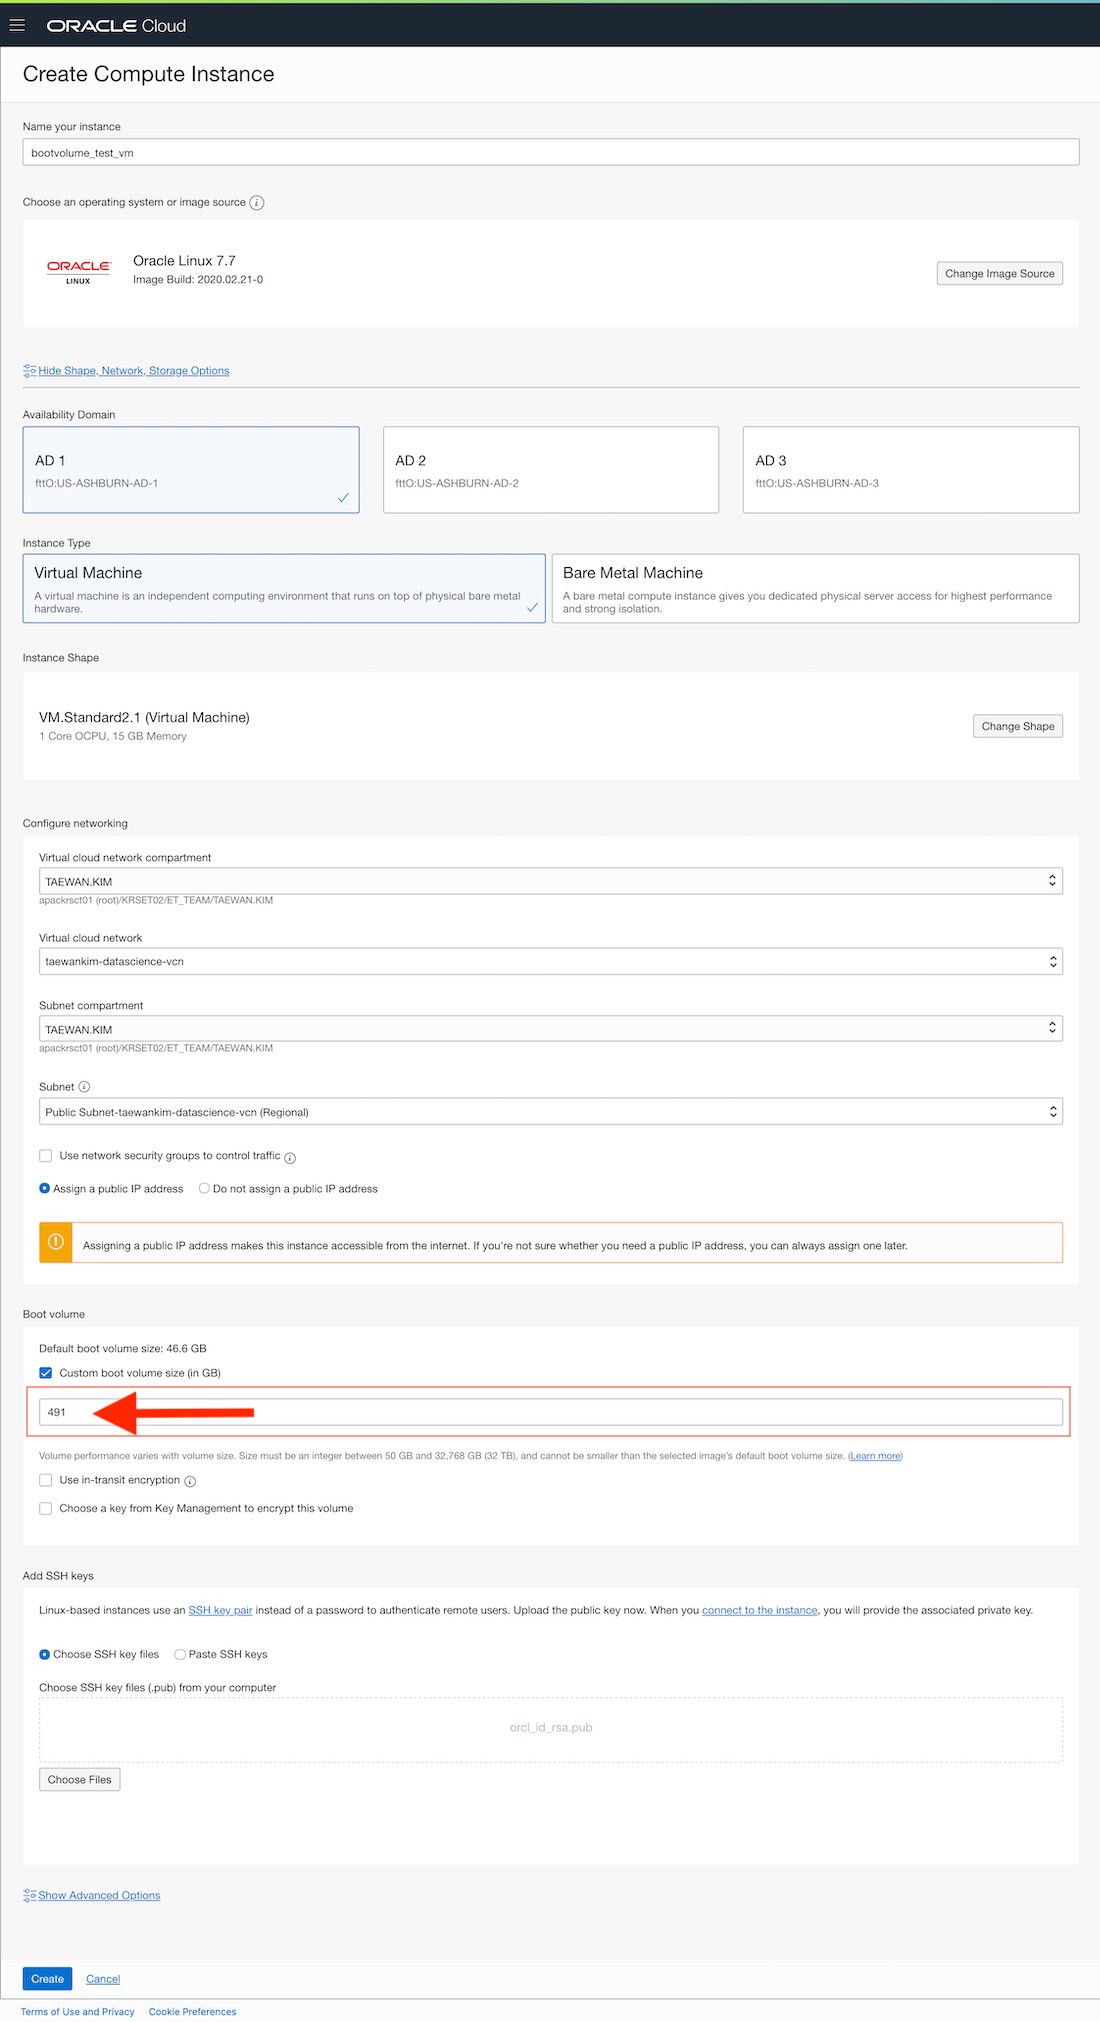 ORACLE Cloud
Create Compute Instance
Name your instance
bootvolume_test_vm
Choose an operating system or image source
ORACLE
LINUX
Oracle Linux 7.7
Image Build: 2020.02.21-0
Change Image Source
Hide Shape, Network, Storage Options
Availability Domain
AD 1
fttO:US-ASHBURN-AD-1
AD 2
fttO:US-ASHBURN-AD-2
AD 3
fttO:US-ASHBURN-AD-3
Instance Type
Virtual Machine
A virtual machine is an independent computing environment that runs on top of physical bare metal
hardware.
Bare Metal Machine
A bare metal compute instance gives you dedicated physical server access for highest performance
and strong isolation.
Instance Shape
VM.Standard2.1 (Virtual Machine)
1 Core OCPU, 15 GB Memory
Change Shape
Configure networking
Virtual cloud network compartment
TAEWAN.KIM
apackrsct01 (root)/KRSET02/ET_TEAM/TAEWAN.KIM
Virtual cloud network
taewankim-datascience-vcn
Subnet compartment
TAEWAN.KIM
apackrsct01 (root)/KRSET02/ET_TEAM/TAEWAN.KIM
Subnet
Public Subnet-taewankim-datascience-vcn (Regional)
Use network security groups to control traffic
Assign a public IP address Do not assign a public IP address
Assigning a public IP address makes this instance accessible from the internet. If you're not sure whether you need a public IP address, you can always assign one later.
Boot volume
Default boot volume size: 46.6 GB
Custom boot volume size (in GB)
491
Volume performance varies with volume size. Size must be an integer between 50 GB and 32,768 GB (32 TB), and cannot be smaller than the selected image's default boot volume size. (Learn more)
Use in-transit encryption
Choose a key from Key Management to encrypt this volume
Add SSH keys
Linux-based instances use an SSH key pair instead of a password to authenticate remote users. Upload the public key now. When you connect to the instance, you will provide the associated private key.
Choose SSH key files Paste SSH keys
Choose SSH key files (.pub) from your computer
orcl_id_rsa.pub
Choose Files
Show Advanced Options
Create Cancel
Terms of Use and Privacy Cookie Preferences